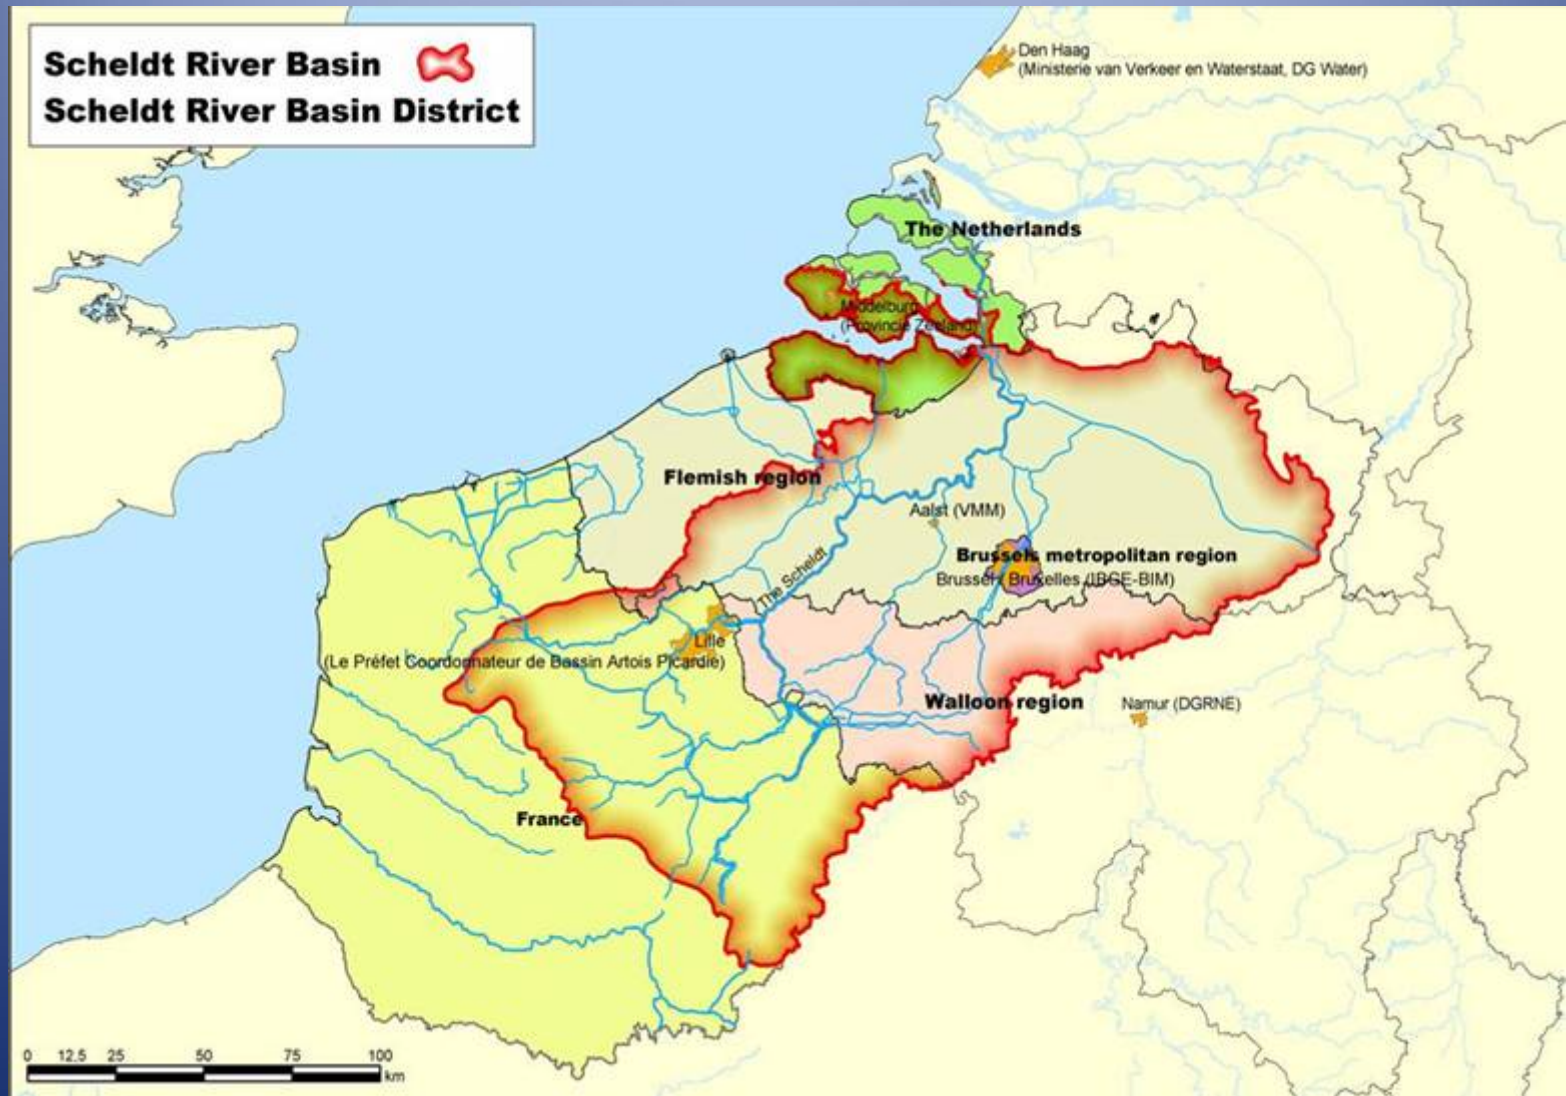 Scheldt River Basin
Scheldt River Basin District
Den Haag
(Ministerie van Verkeer en Waterstaat, DG Water)
The Netherlands
Middelburg
(Provincie Zeeland)
Flemish region
Aalst (VMM)
Brussels metropolitan region
Brussel/ Bruxelles (IBGE-BIM)
The Scheldt
Lille
(Le Préfet Coordonnateur de Bassin Artois Picardie)
Walloon region
Namur (DGRNE)
France
0 12,5 25 50 75 100
km